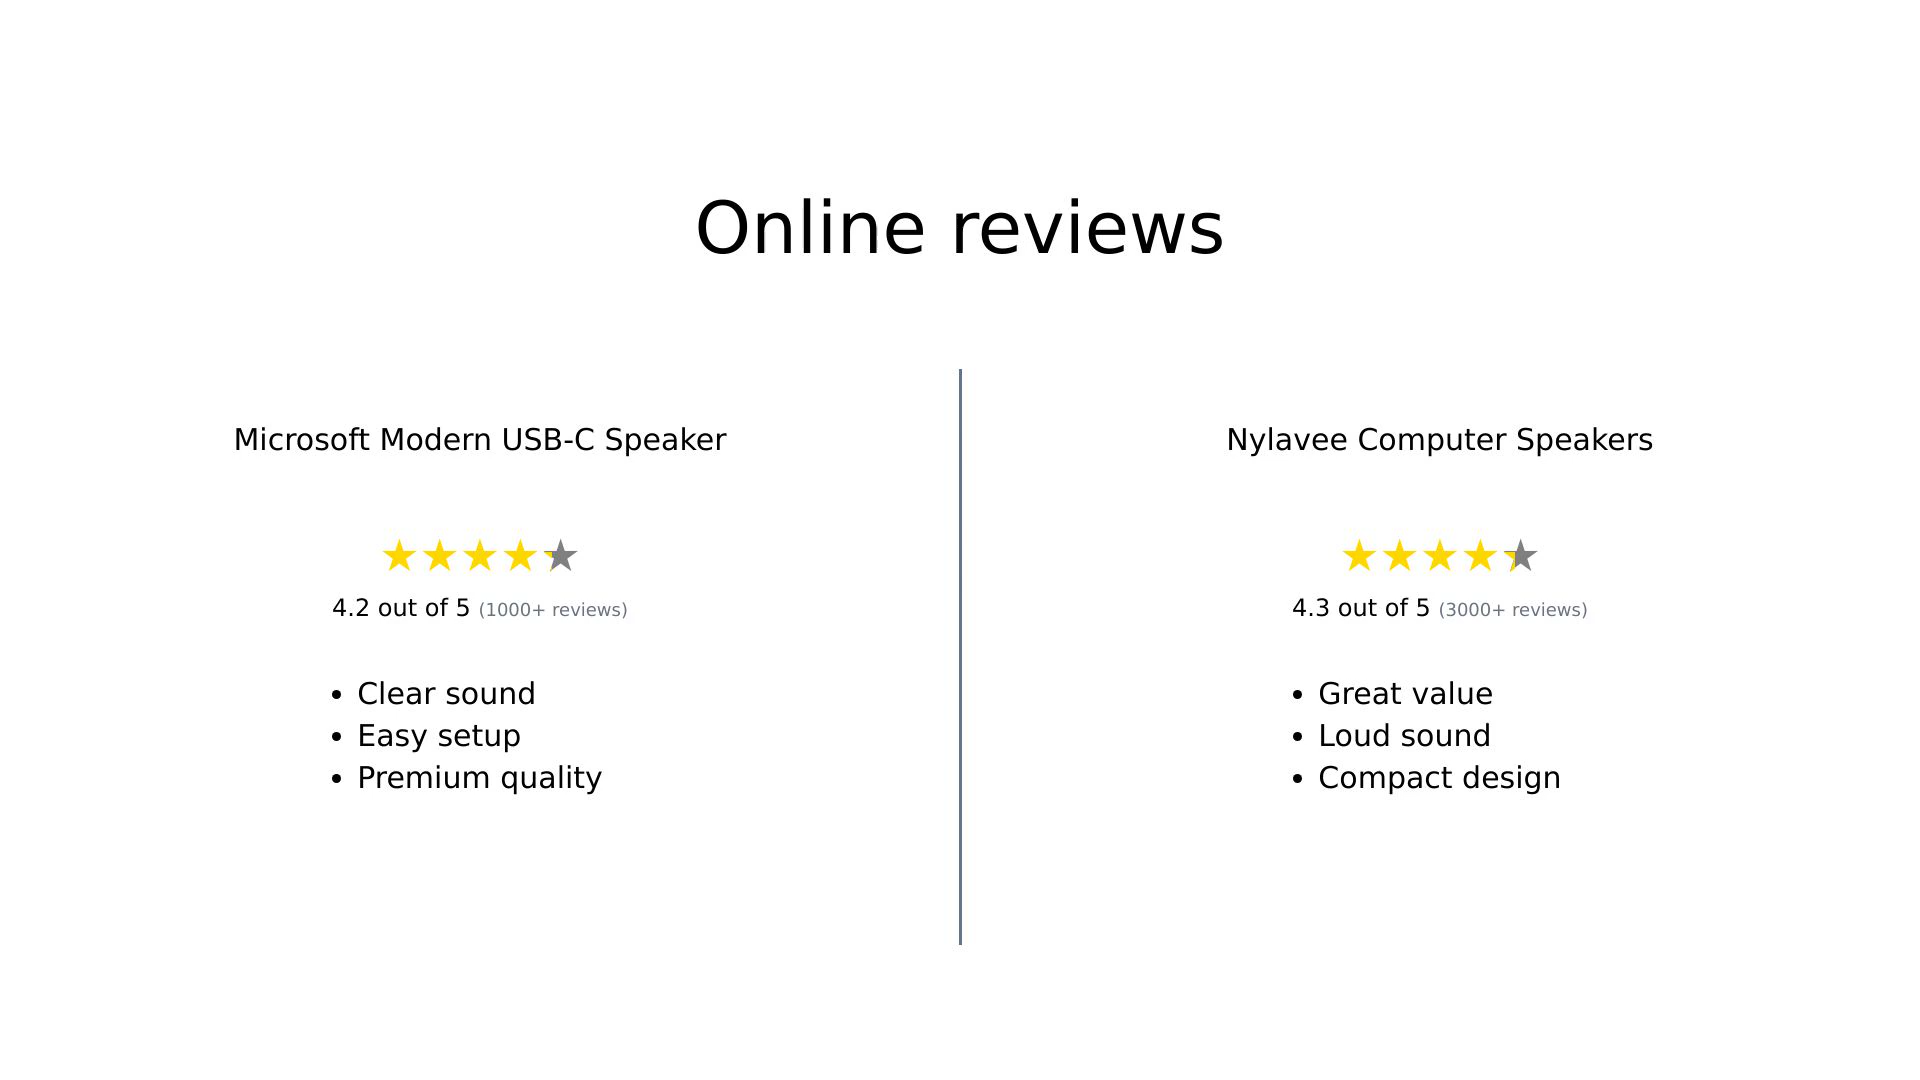 Online reviews
Microsoft Modern USB-C Speaker
4.2 out of 5 (1000+ reviews)
• Clear sound
• Easy setup
• Premium quality
Nylavee Computer Speakers
4.3 out of 5 (3000+ reviews)
• Great value
• Loud sound
• Compact design